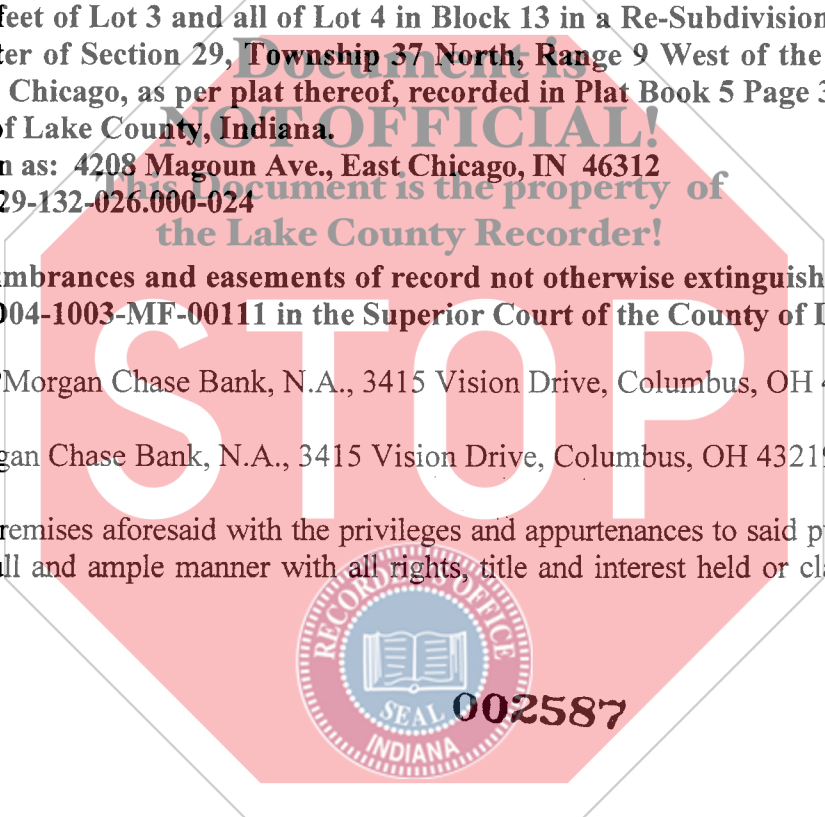 feet of Lot 3 and all of Lot 4 in Block 13 in a Re-Subdivision
ter of Section 29, Township 37 North, Range 9 West of the
Document is
Chicago, as per plat thereof, recorded in Plat Book 5 Page 3
NOT OFFICIAL!
of Lake County, Indiana.
n as: 4208 Magoun Ave., East Chicago, IN 46312
This Document is the property of
29-132-026.000-024
the Lake County Recorder!
mbrances and easements of record not otherwise extinguish
004-1003-MF-00111 in the Superior Court of the County of L
STOP
Morgan Chase Bank, N.A., 3415 Vision Drive, Columbus, OH 4
gan Chase Bank, N.A., 3415 Vision Drive, Columbus, OH 43219
remises aforesaid with the privileges and appurtenances to said p
ll and ample manner with all rights, title and interest held or cla
RECORDER'S OFFICE
SEAL
INDIANA
002587